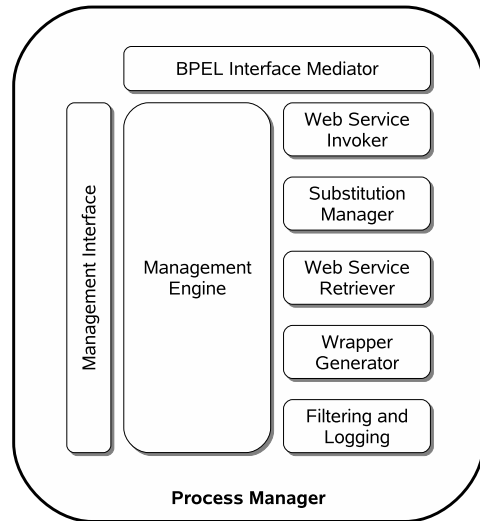 BPEL Interface Mediator
Management Interface
Management
Engine
Web Service
Invoker
Substitution
Manager
Web Service
Retriever
Wrapper
Generator
Filtering and
Logging
Process Manager